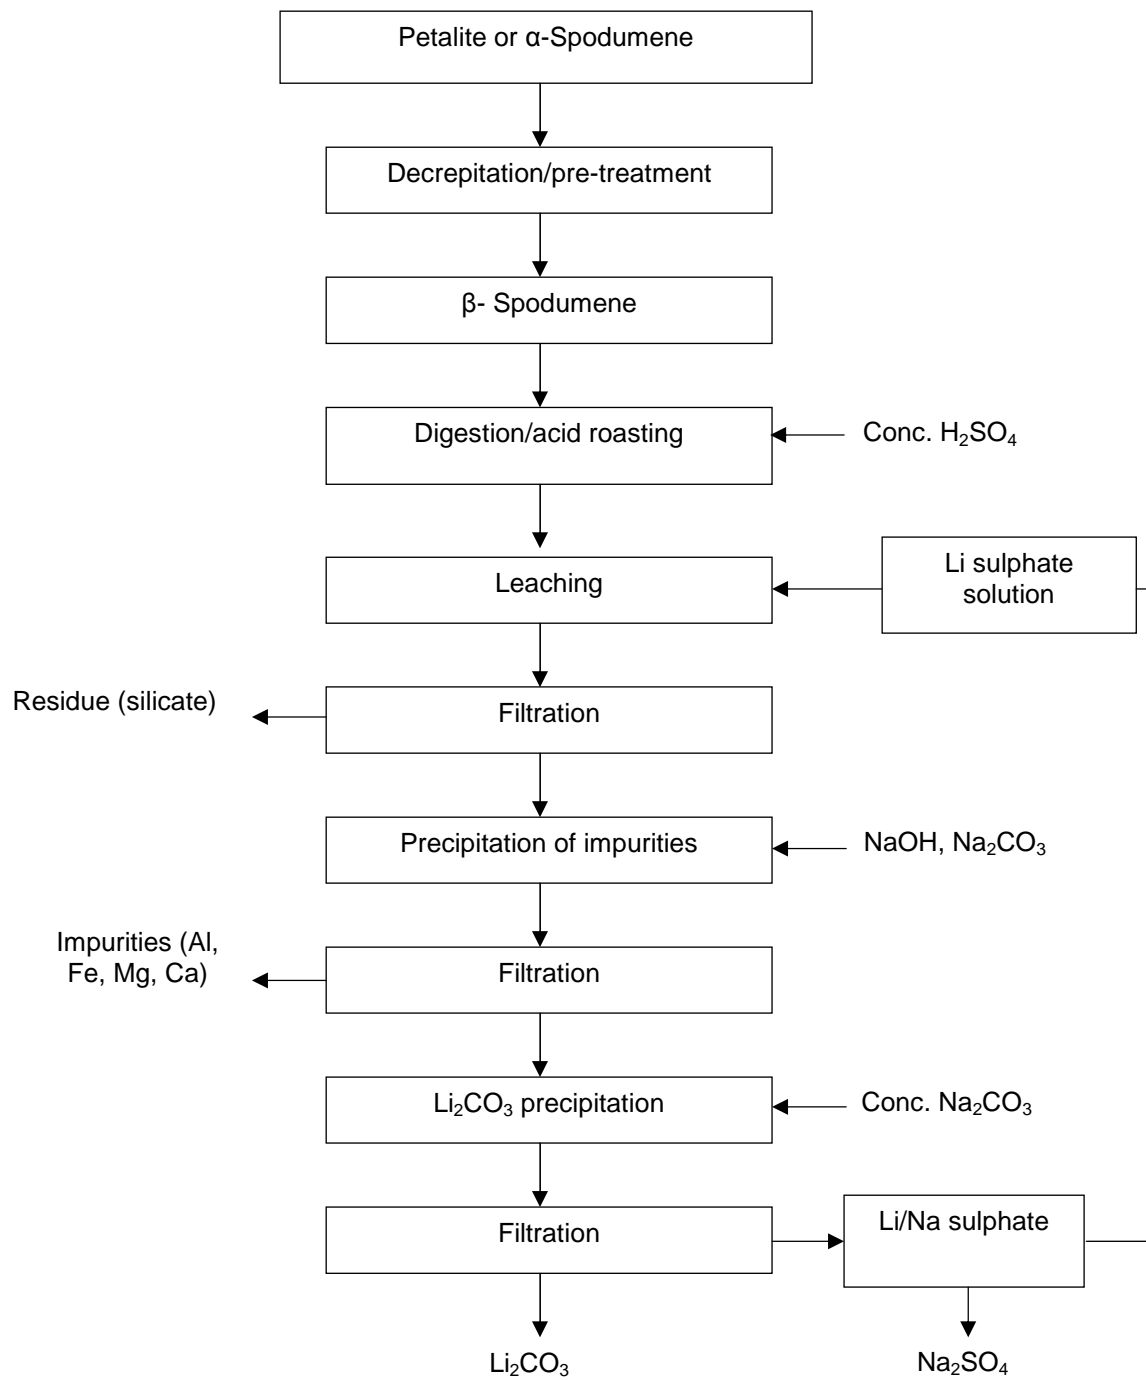 Petalite or α-Spodumene
Decrepitation/pre-treatment
β- Spodumene
Digestion/acid roasting
Conc. H₂SO₄
Leaching
Li sulphate
solution
Residue (silicate)
Filtration
Precipitation of impurities
NaOH, Na₂CO₃
Impurities (Al,
Fe, Mg, Ca)
Filtration
Li₂CO₃ precipitation
Conc. Na₂CO₃
Filtration
Li/Na sulphate
Li₂CO₃
Na₂SO₄